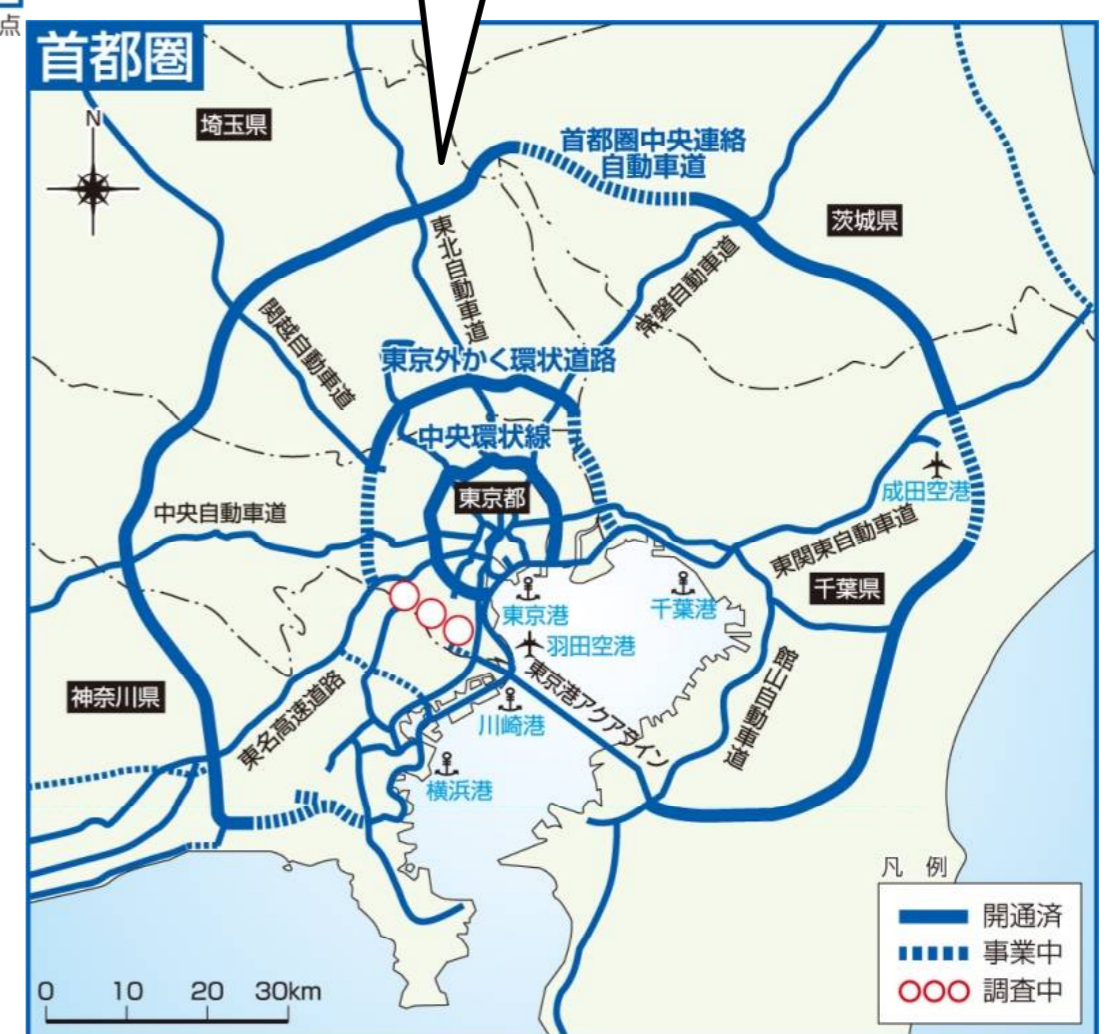 点
首都圏
埼玉県
N
首都圏中央連絡
自動車道
茨城県
東北自動車道
常磐自動車道
関越自動車道
東京外かく環状道路
中央環状線
東京都
成田空港
中央自動車道
東関東自動車道
千葉県
東京港
千葉港
羽田空港
神奈川県
東名高速道路
川崎港
東京港アクアライン
館山自動車道
横浜港
凡 例
開通済
事業中
調査中
0 10 20 30km